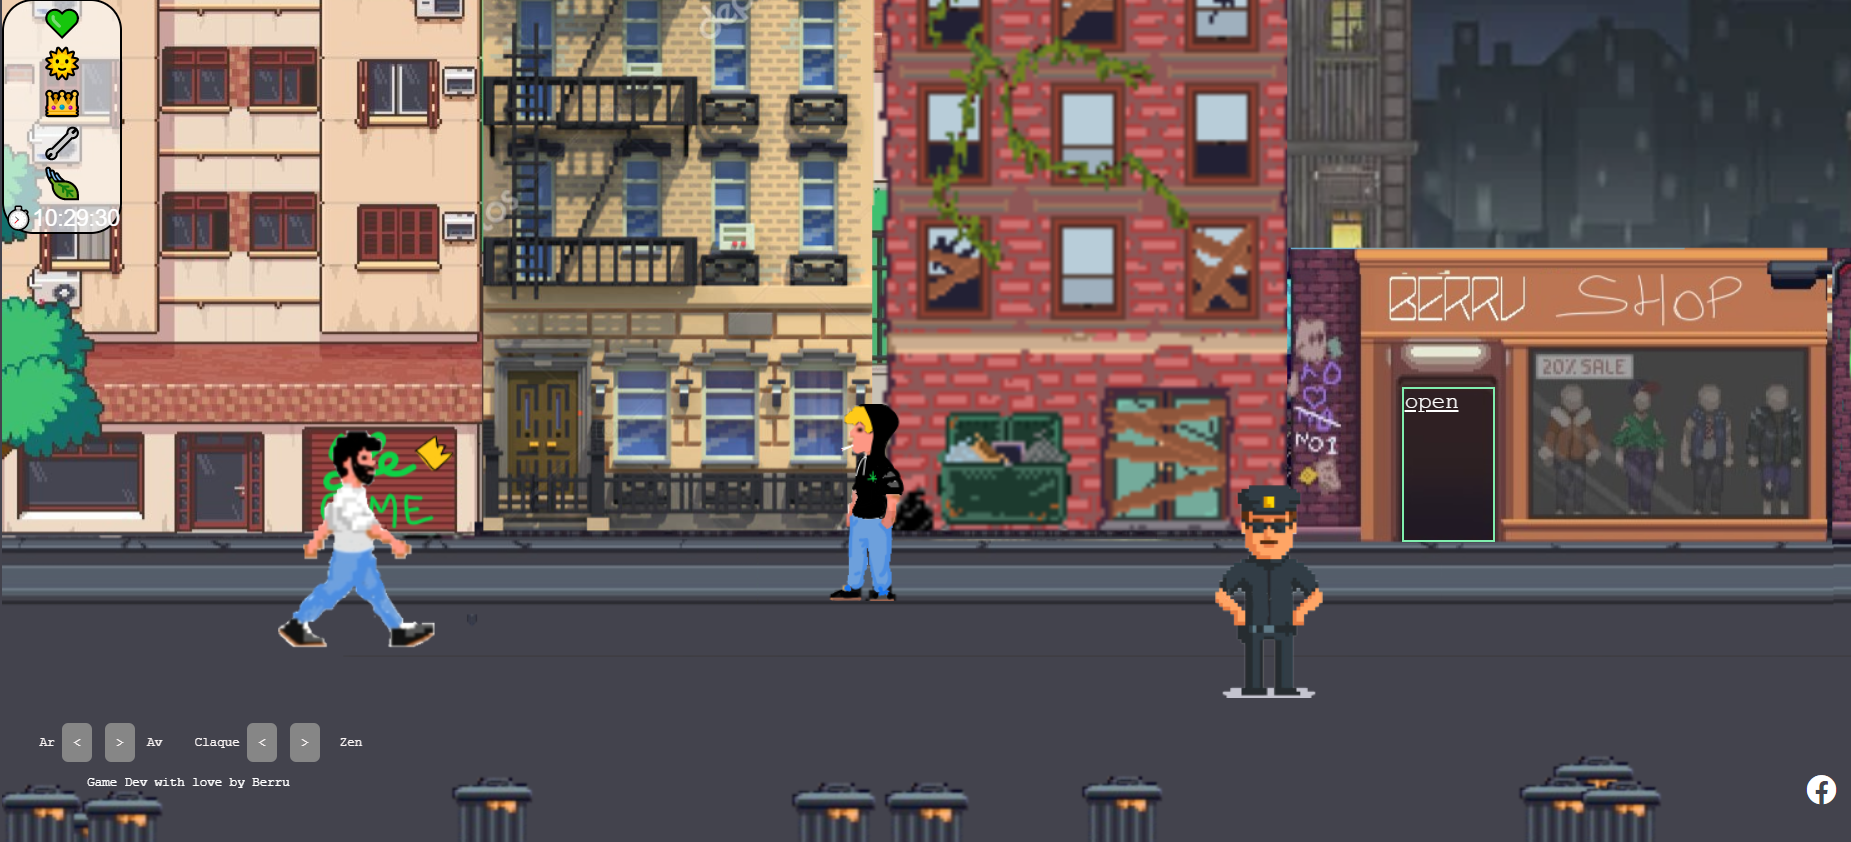 10:29:30
BERRU SHOP
20% SALE
open
NO1
GAME
Ar < > Av Claque < > Zen
Game Dev with love by Berru